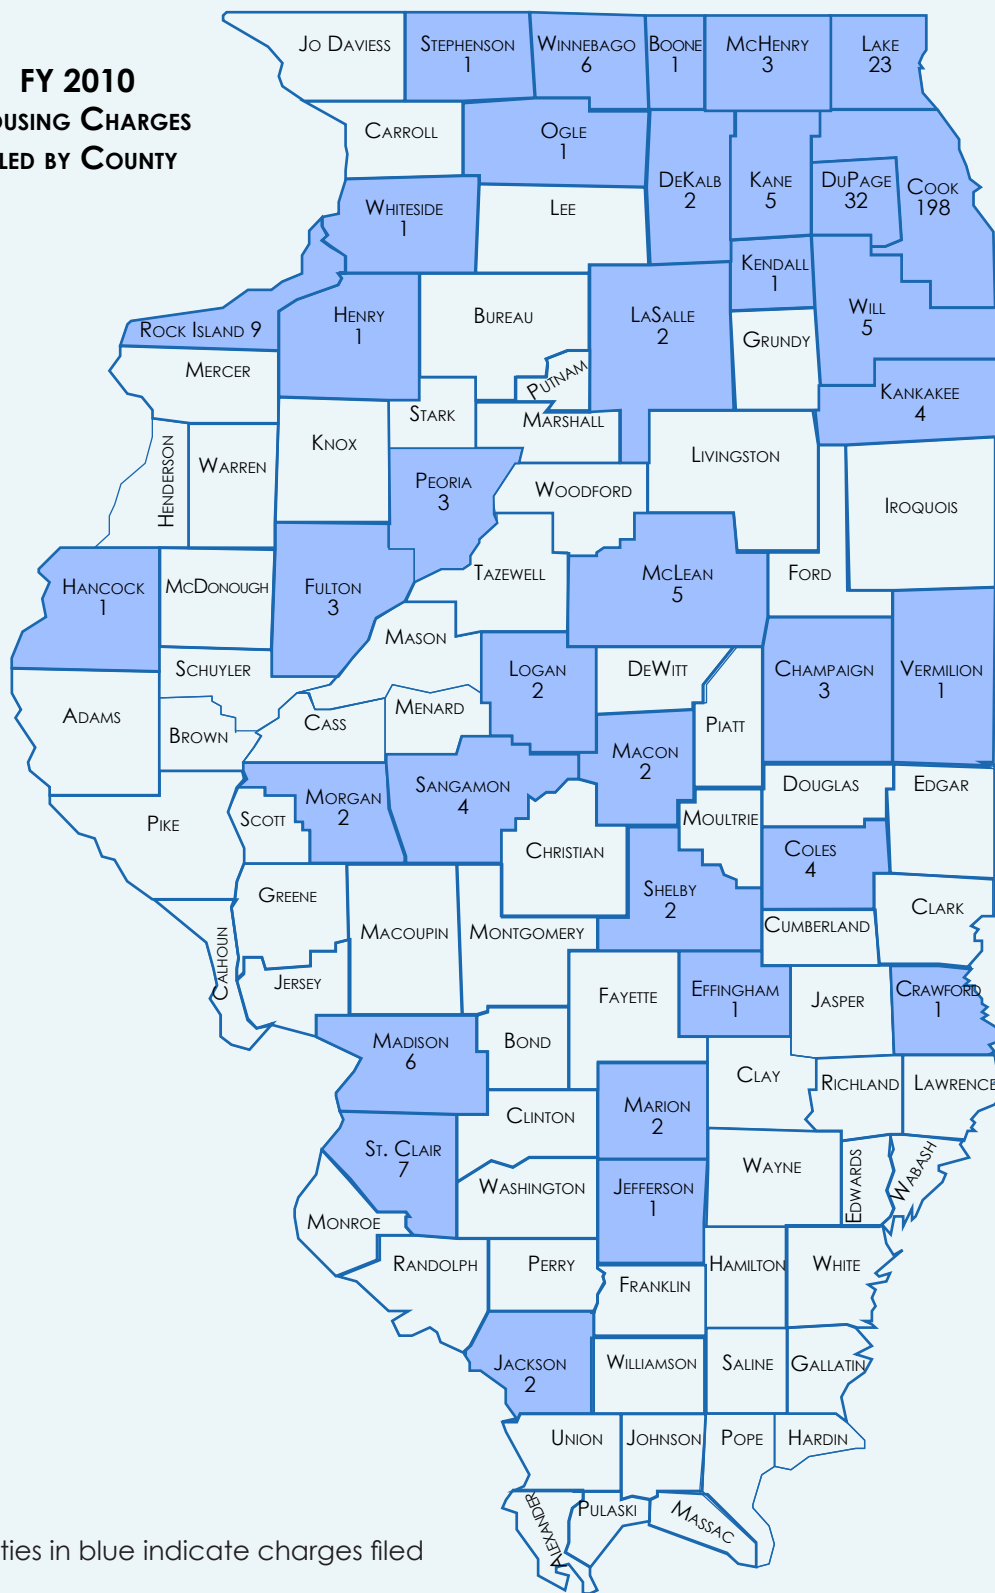 FY 2010
OUSING CHARGES
LED BY COUNTY
JO DAVIESS
STEPHENSON
1
WINNEBAGO
6
BOONE
1
MCHENRY
3
LAKE
23
CARROLL
OGLE
1
DEKALB
2
KANE
5
DUPAGE
32
COOK
198
WHITESIDE
1
LEE
KENDALL
1
ROCK ISLAND 9
HENRY
1
BUREAU
LASALLE
2
WILL
5
GRUNDY
MERCER
PUTNAM
KANKAKEE
4
STARK
MARSHALL
HENDERSON
WARREN
KNOX
PEORIA
3
WOODFORD
LIVINGSTON
IROQUOIS
HANCOCK
1
MCDONOUGH
FULTON
3
TAZEWELL
MCLEAN
5
FORD
MASON
SCHUYLER
LOGAN
2
DEWITT
CHAMPAIGN
3
VERMILION
1
ADAMS
BROWN
CASS
MENARD
PIATT
MACON
2
MORGAN
2
SANGAMON
4
DOUGLAS
EDGAR
PIKE
SCOTT
CHRISTIAN
MOULTRIE
COLES
4
GREENE
SHELBY
2
CLARK
CALHOUN
MACOUPIN
MONTGOMERY
CUMBERLAND
JERSEY
FAYETTE
EFFINGHAM
1
JASPER
CRAWFORD
1
MADISON
6
BOND
CLAY
RICHLAND
LAWRENCE
CLINTON
MARION
2
ST. CLAIR
7
WASHINGTON
JEFFERSON
1
WAYNE
EDWARDS
WABASH
MONROE
RANDOLPH
PERRY
FRANKLIN
HAMILTON
WHITE
JACKSON
2
WILLIAMSON
SALINE
GALLATIN
UNION
JOHNSON
POPE
HARDIN
ALEXANDER
PULASKI
MASSAC
ties in blue indicate charges filed